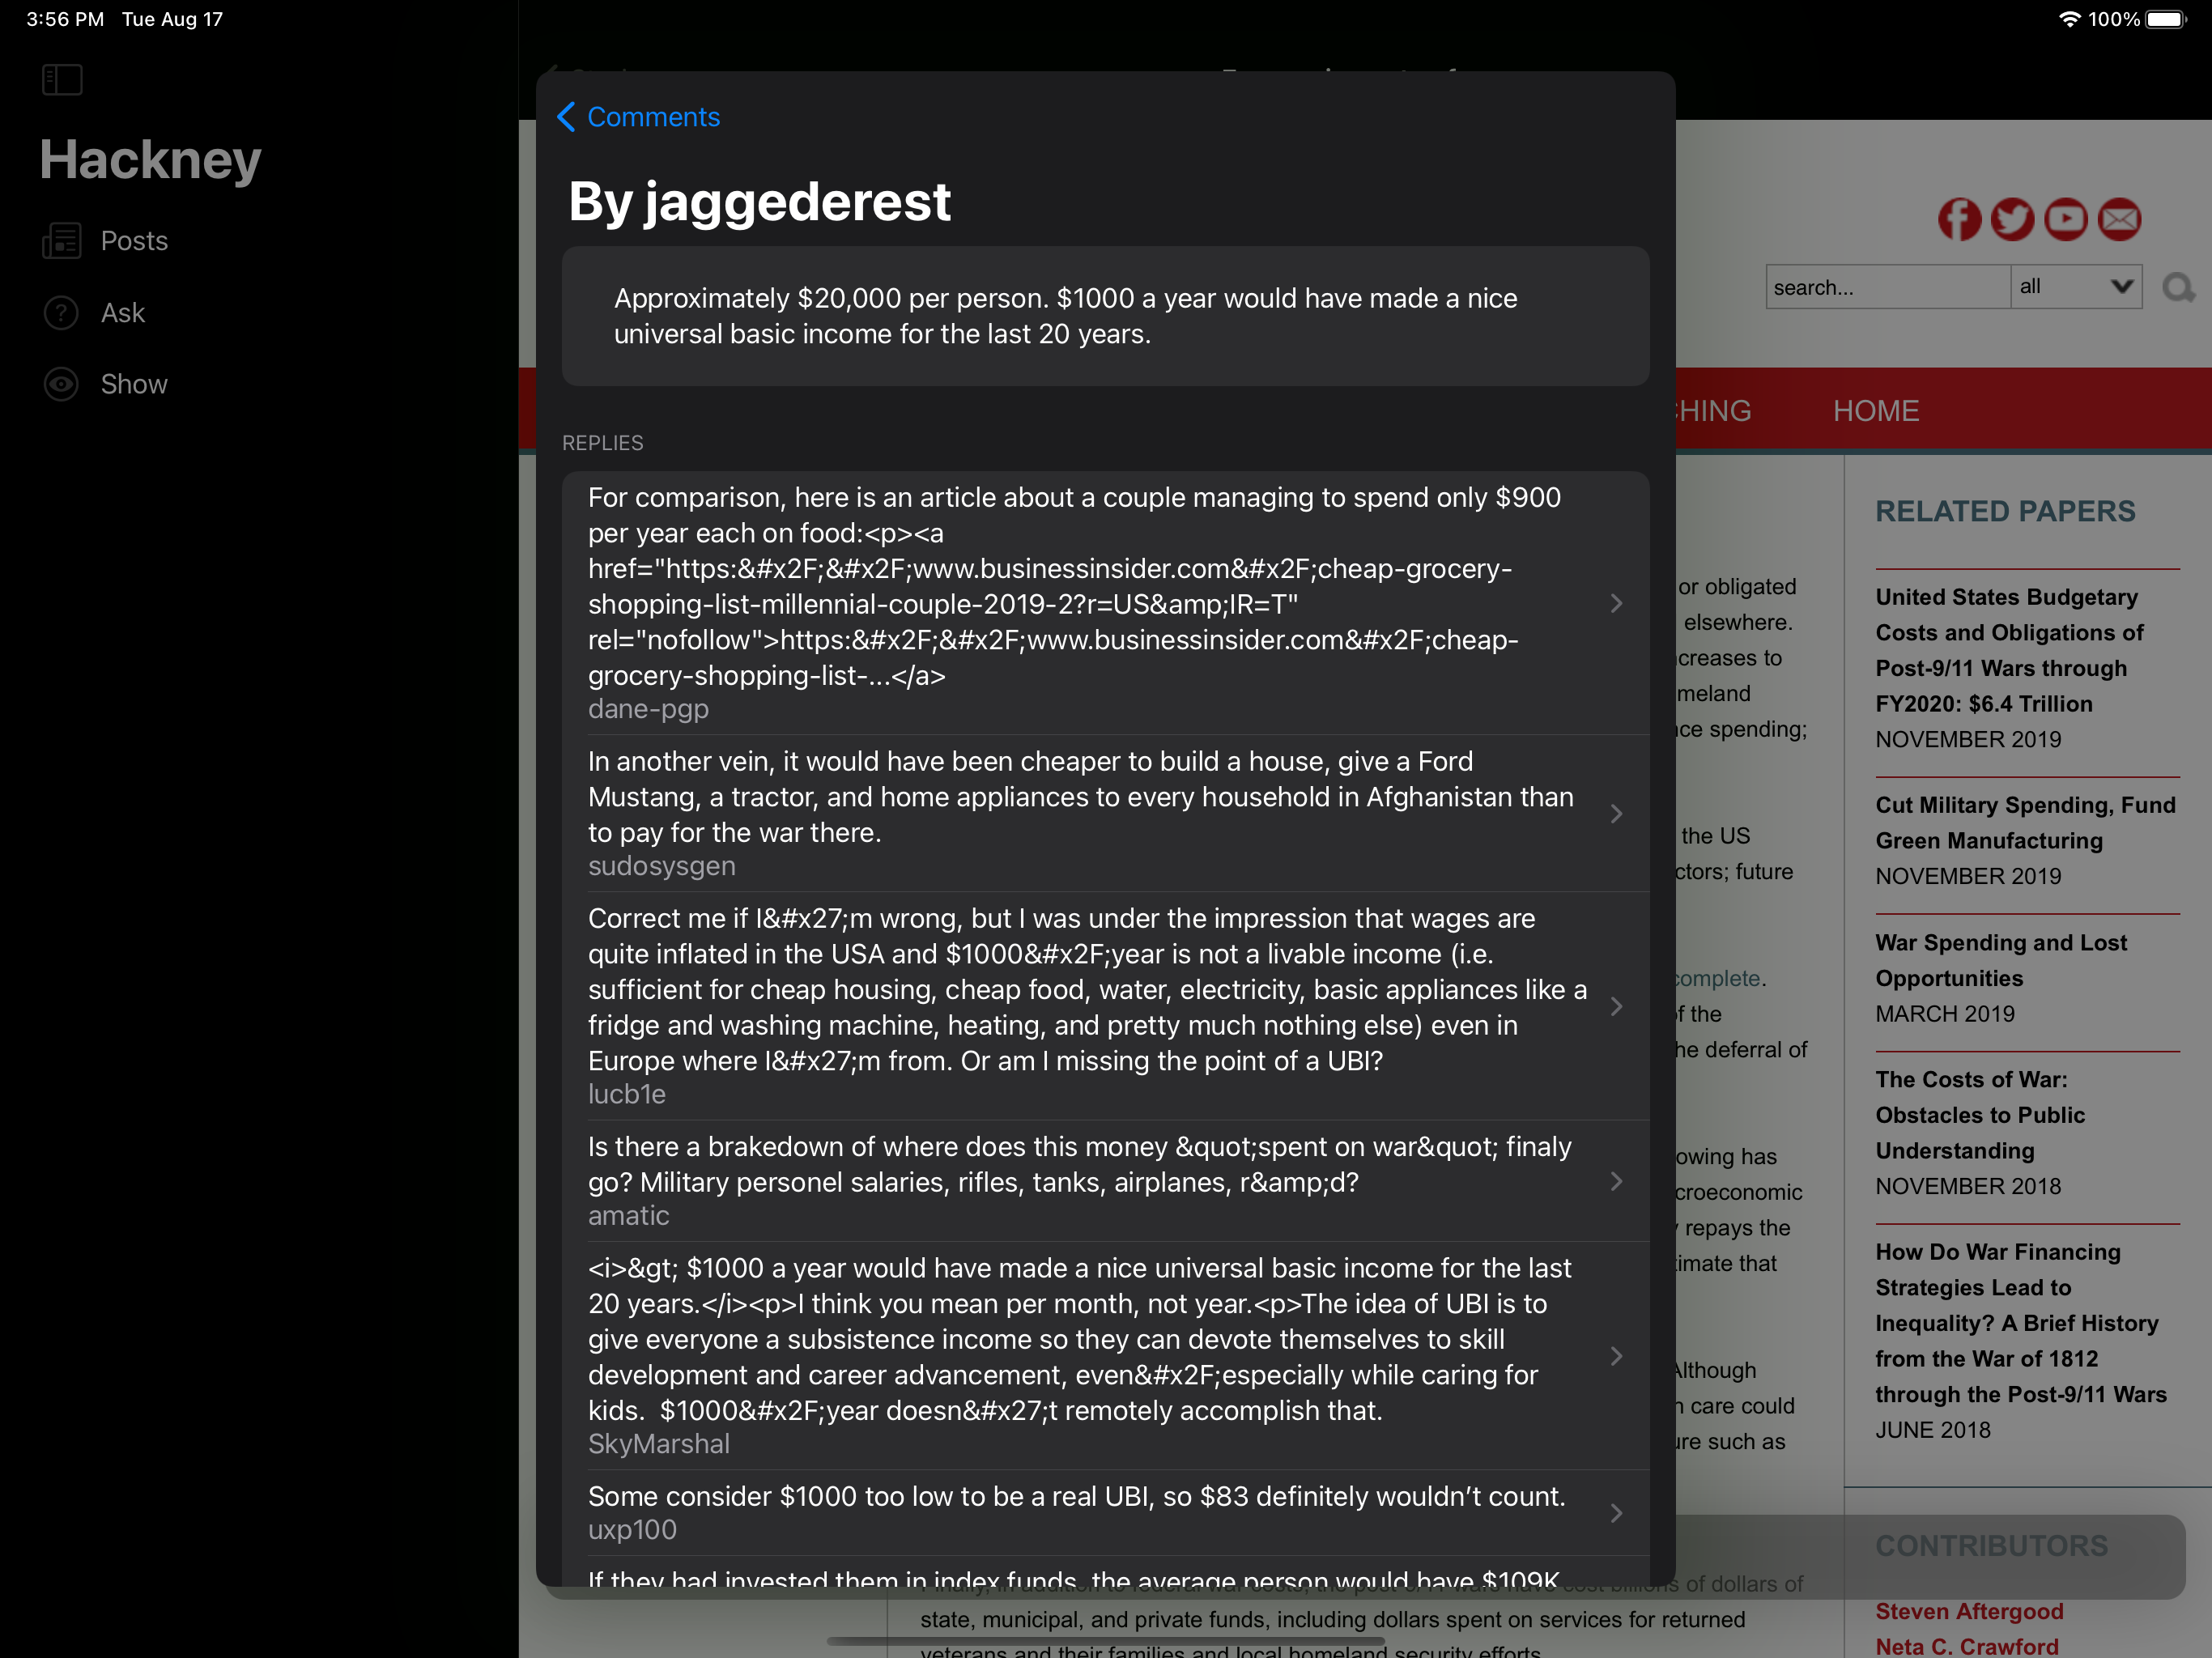 3:56 PM Tue Aug 17
100%
Hackney
Posts
Ask
Show
Comments
By jaggederest
Approximately $20,000 per person. $1000 a year would have made a nice
universal basic income for the last 20 years.
REPLIES
For comparison, here is an article about a couple managing to spend only $900
per year each on food:<p><a
href="https:&#x2F;&#x2F;www.businessinsider.com&#x2F;cheap-grocery-
shopping-list-millennial-couple-2019-2?r=US&amp;IR=T"
rel="nofollow">https:&#x2F;&#x2F;www.businessinsider.com&#x2F;cheap-
grocery-shopping-list-...</a>
dane-pgp
In another vein, it would have been cheaper to build a house, give a Ford
Mustang, a tractor, and home appliances to every household in Afghanistan than
to pay for the war there.
sudosysgen
Correct me if I&#x27;m wrong, but I was under the impression that wages are
quite inflated in the USA and $1000&#x2F;year is not a livable income (i.e.
sufficient for cheap housing, cheap food, water, electricity, basic appliances like a
fridge and washing machine, heating, and pretty much nothing else) even in
Europe where I&#x27;m from. Or am I missing the point of a UBI?
lucb1e
Is there a brakedown of where does this money &quot;spent on war&quot; finaly
go? Military personel salaries, rifles, tanks, airplanes, r&amp;d?
amatic
<i>&gt; $1000 a year would have made a nice universal basic income for the last
20 years.</i><p>I think you mean per month, not year.<p>The idea of UBI is to
give everyone a subsistence income so they can devote themselves to skill
development and career advancement, even&#x2F;especially while caring for
kids.  $1000&#x2F;year doesn&#x27;t remotely accomplish that.
SkyMarshal
Some consider $1000 too low to be a real UBI, so $83 definitely wouldn’t count.
uxp100
If they had invested them in index funds, the average person would have $109K
search...
all
CHING
HOME
or obligated
elsewhere.
creases to
meland
ce spending;
the US
ctors; future
complete.
of the
he deferral of
owing has
croeconomic
repays the
timate that
Although
care could
ure such as
s of dollars of
state, municipal, and private funds, including dollars spent on services for returned
veterans and their families and local homeland security efforts
RELATED PAPERS
United States Budgetary
Costs and Obligations of
Post-9/11 Wars through
FY2020: $6.4 Trillion
NOVEMBER 2019
Cut Military Spending, Fund
Green Manufacturing
NOVEMBER 2019
War Spending and Lost
Opportunities
MARCH 2019
The Costs of War:
Obstacles to Public
Understanding
NOVEMBER 2018
How Do War Financing
Strategies Lead to
Inequality? A Brief History
from the War of 1812
through the Post-9/11 Wars
JUNE 2018
CONTRIBUTORS
Steven Aftergood
Neta C. Crawford